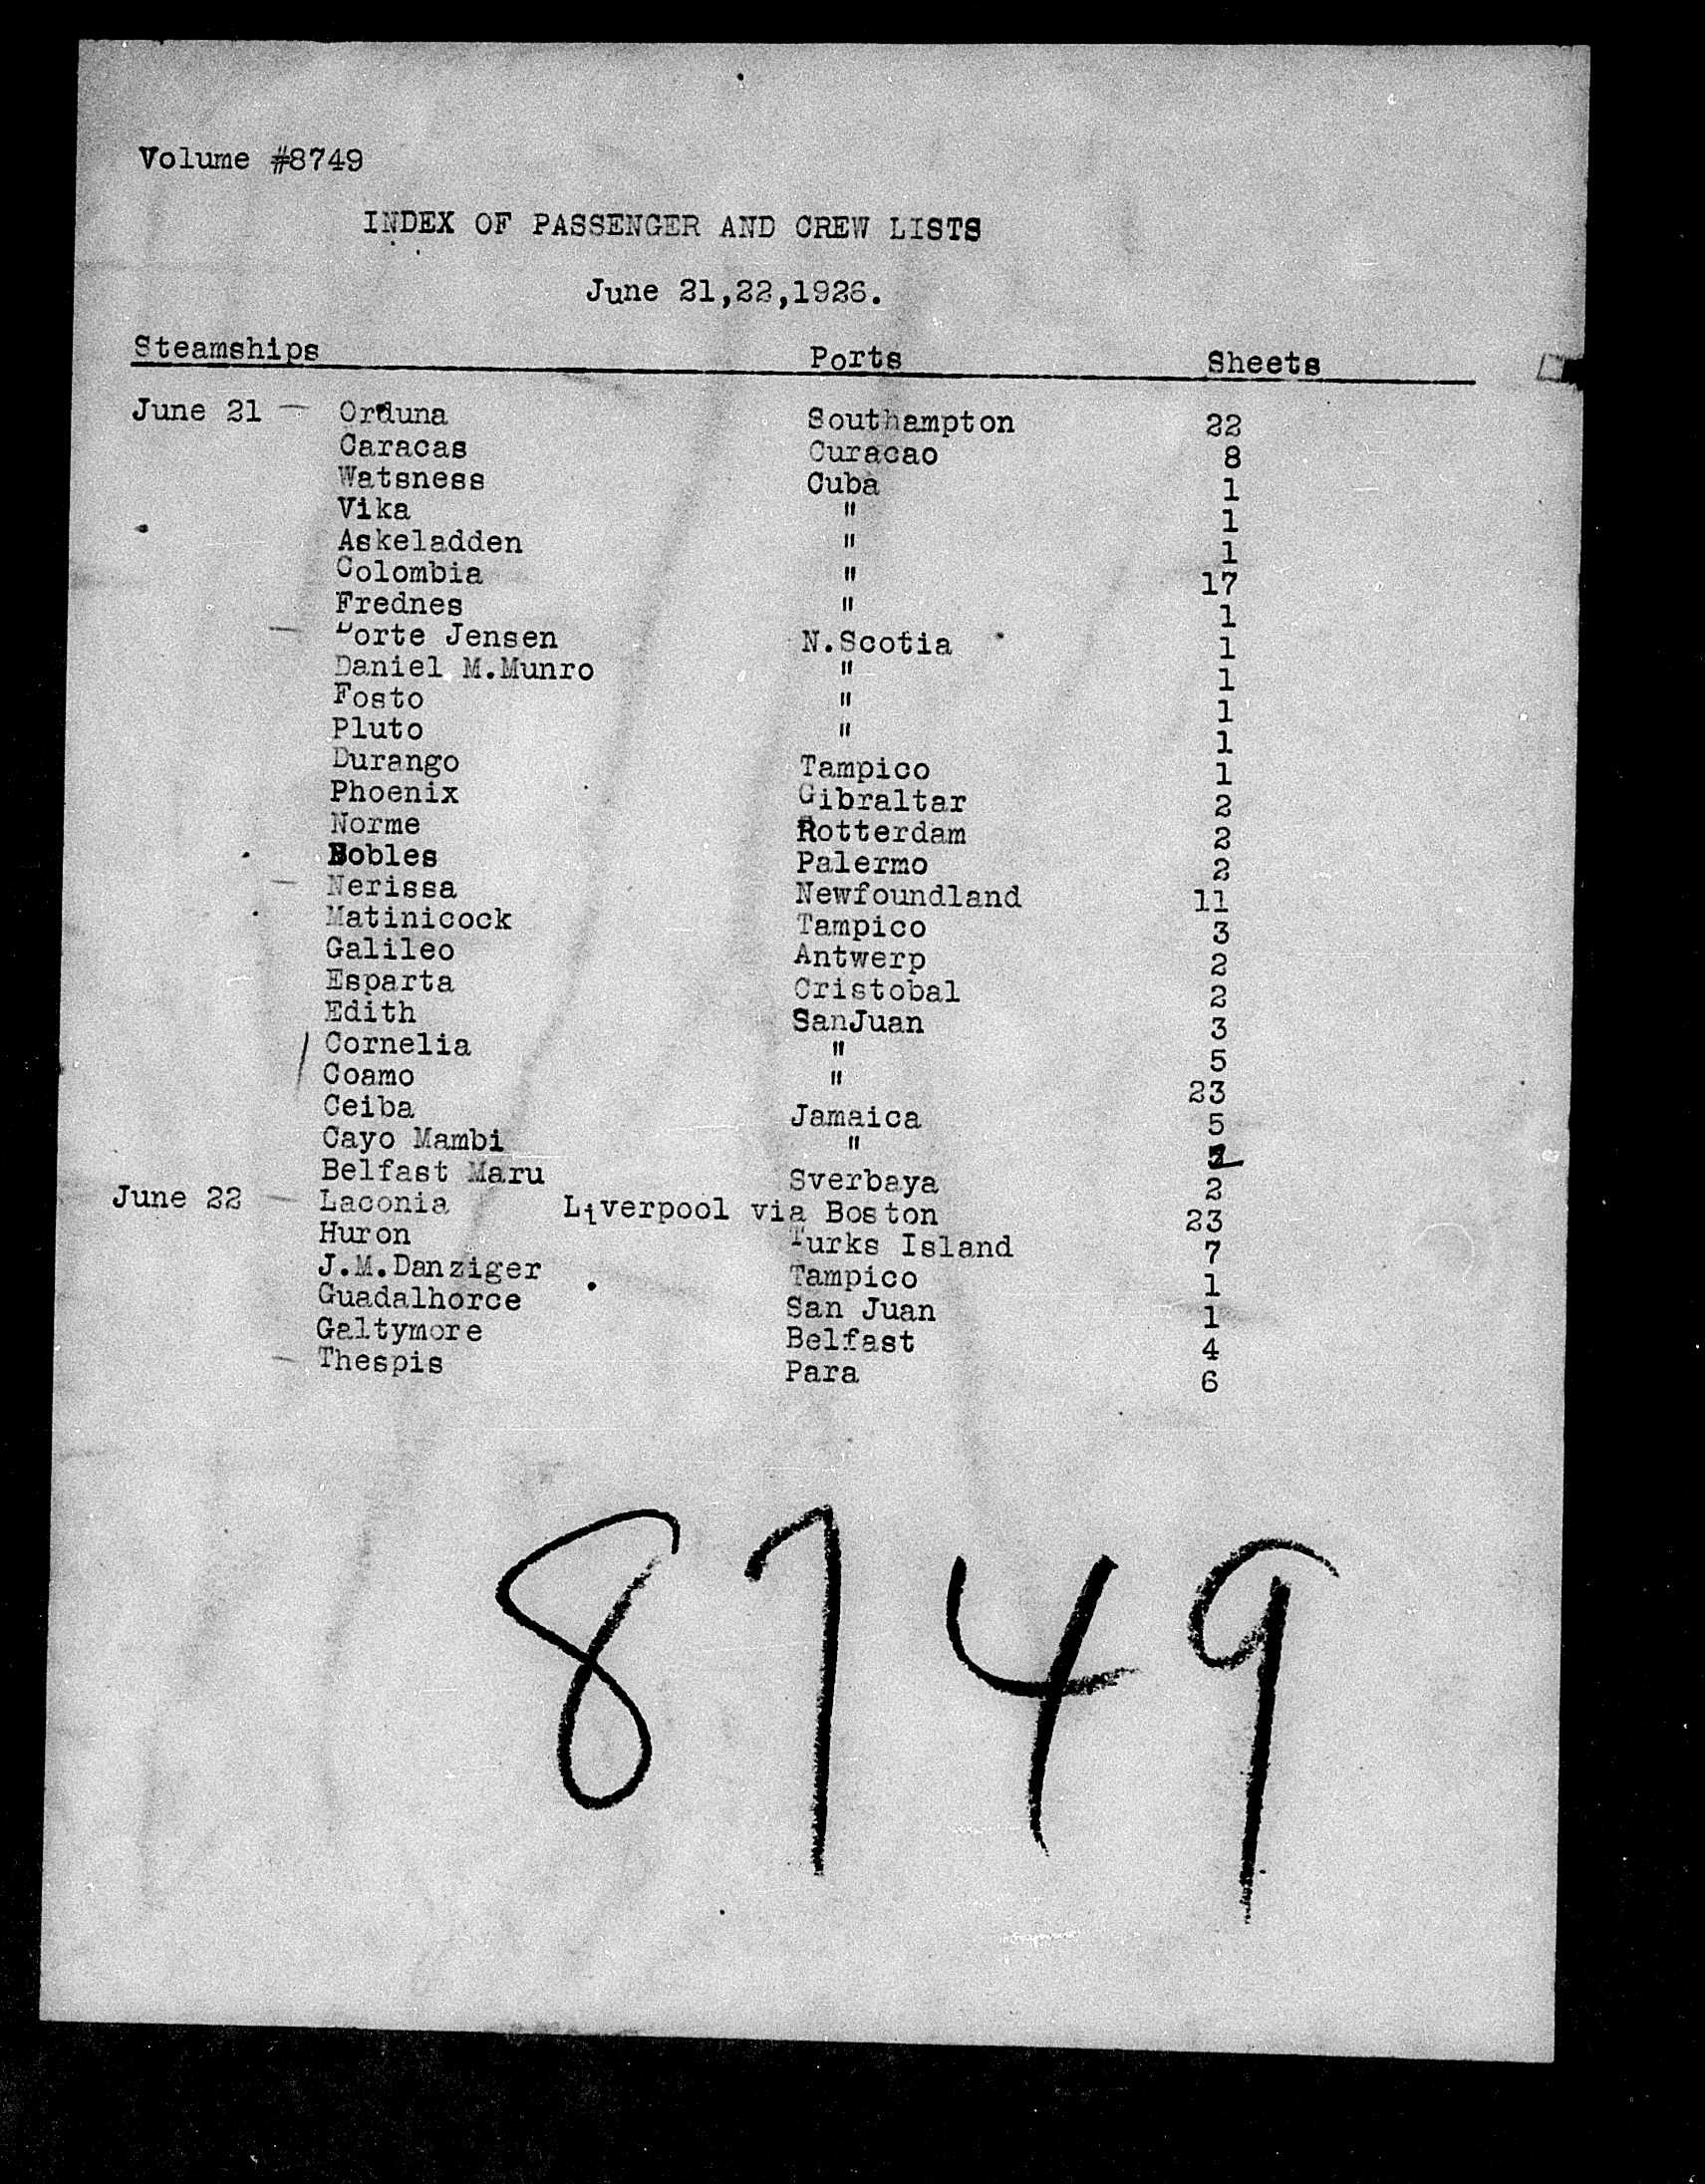 Volume #8749
INDEX OF PASSENGER AND CREW LISTS
June 21,22,1926.
Steamships Ports Sheets
June 21 — Orduna Southampton 22
Caracas Curacao 8
Watsness Cuba 1
Vika " 1
Askeladden " 1
Colombia " 17
Frednes " 1
— Dorte Jensen N.Scotia 1
Daniel M.Munro " 1
Fosto " 1
Pluto " 1
Durango Tampico 1
Phoenix Gibraltar 2
Norme Rotterdam 2
Nobles Palermo 2
— Nerissa Newfoundland 11
Matinicock Tampico 3
Galileo Antwerp 2
Esparta Cristobal 2
Edith SanJuan 3
Cornelia " 5
Coamo " 23
Ceiba Jamaica 5
Cayo Mambi "
Belfast Maru Sverbaya 2
June 22 — Laconia Liverpool via Boston 23
Huron Turks Island 7
J.M.Danziger Tampico 1
Guadalhorce San Juan 1
Galtymore Belfast 4
— Thespis Para 6
8749